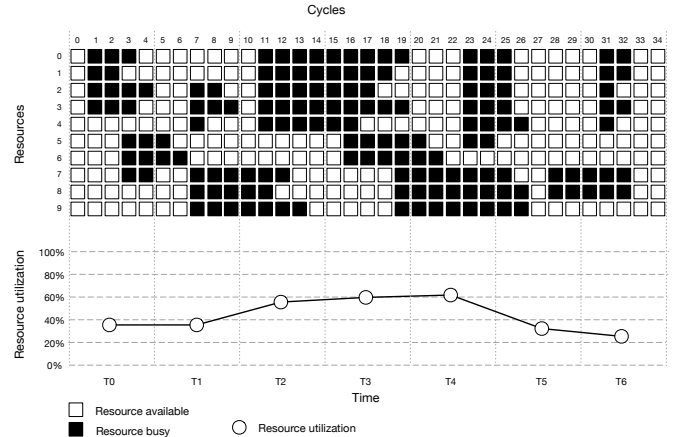 Cycles
0 1 2 3 4 5 6 7 8 9 10 11 12 13 14 15 16 17 18 19 20 21 22 23 24 25 26 27 28 29 30 31 32 33 34
Resources
0
1
2
3
4
5
6
7
8
9
Resource utilization
100%
80%
60%
40%
20%
0%
T0 T1 T2 T3 T4 T5 T6
Time
Resource available
Resource busy
Resource utilization